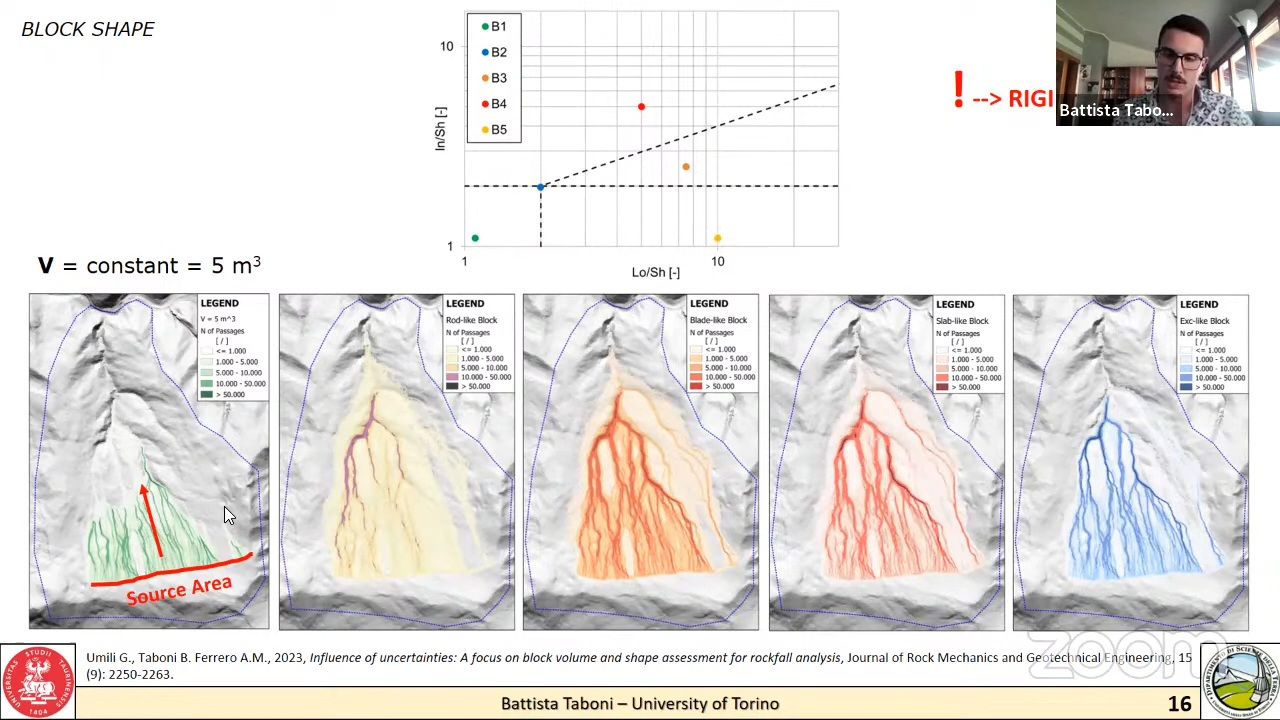 BLOCK SHAPE
B1
B2
B3
B4
B5
10
1
In/Sh [-]
1
10
Lo/Sh [-]
! --> RIGI
Battista Tabo...
V = constant = 5 m³
LEGEND
V = 5 m^3
N of Passages
[ / ]
<= 1.000
1.000 - 5.000
5.000 - 10.000
10.000 - 50.000
> 50.000
Source Area
LEGEND
Rod-like Block
N of Passages
[ / ]
<= 1.000
1.000 - 5.000
5.000 - 10.000
10.000 - 50.000
> 50.000
LEGEND
Blade-like Block
N of Passages
[ / ]
<= 1.000
1.000 - 5.000
5.000 - 10.000
10.000 - 50.000
> 50.000
LEGEND
Slab-like Block
N of Passages
[ / ]
<= 1.000
1.000 - 5.000
5.000 - 10.000
10.000 - 50.000
> 50.000
LEGEND
Exc-like Block
N of Passages
[ / ]
<= 1.000
1.000 - 5.000
5.000 - 10.000
10.000 - 50.000
> 50.000
zoom
Umili G., Taboni B. Ferrero A.M., 2023, Influence of uncertainties: A focus on block volume and shape assessment for rockfall analysis, Journal of Rock Mechanics and Geotechnical Engineering, 15
(9): 2250-2263.
Battista Taboni – University of Torino
16